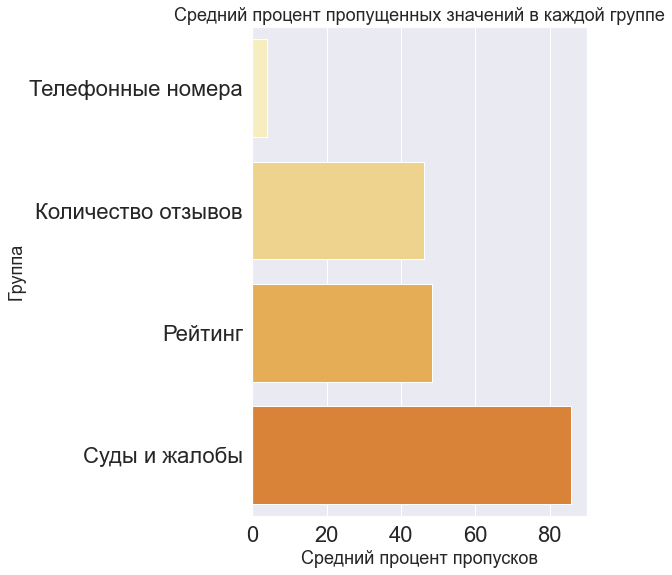 Средний процент пропущенных значений в каждой группе
Телефонные номера
Количество отзывов
Группа
Рейтинг
Суды и жалобы
0 20 40 60 80
Средний процент пропусков